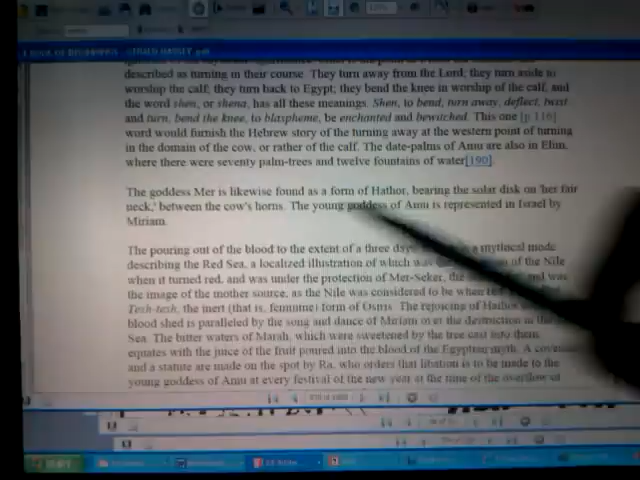 described as turning in their course. They turn away from the Lord; they turn aside to
worship the calf; they turn back to Egypt; they bend the knee in worship of the calf, and
the word shen, or shena, has all these meanings. Shen, to bend, turn away, deflect, twist
and turn, bend the knee, to blaspheme, be enchanted and bewitched. This one [p.116]
word would furnish the Hebrew story of the turning away at the western point of turning
in the domain of the cow, or rather of the calf. The date-palms of Annu are also in Elim,
where there were seventy palm-trees and twelve fountains of water[190].
The goddess Mer is likewise found as a form of Hathor, bearing the solar disk on 'her fair
neck,' between the cow's horns. The young goddess of Annu is represented in Israel by
Miriam.
The pouring out of the blood to the extent of a three days' a mythical mode
describing the Red Sea, a localized illustration of which was of the Nile
when it turned red, and was under the protection of Mer-Seker, the and was
the image of the mother source, as the Nile was considered to be when
Tesh-tesh, the inert (that is, feminine) form of Osiris. The rejoicing of Hathor
blood shed is paralleled by the song and dance of Miriam over the destruction in the
Sea. The bitter waters of Marah, which were sweetened by the tree cast into them
equates with the juice of the fruit poured into the blood of the Egyptian myth. A covenant
and a statute are made on the spot by Ra, who orders that libation is to be made to the
young goddess of Annu at every festival of the new year at the time of the overflow of